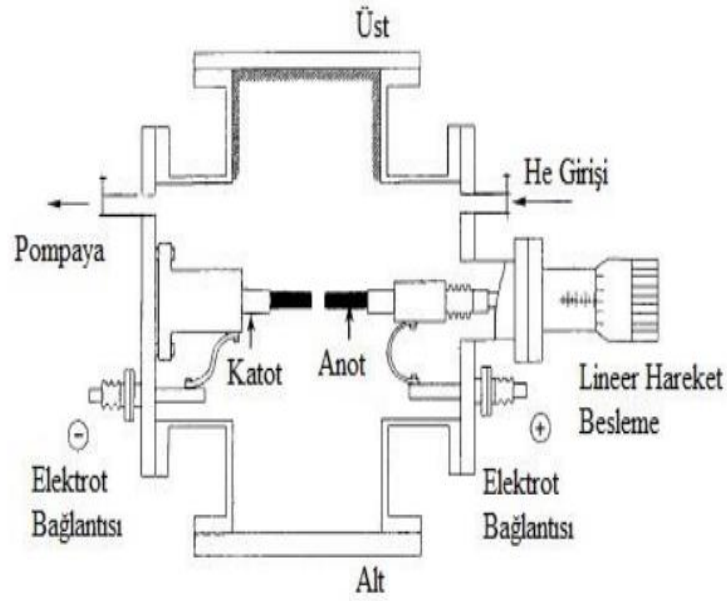 Üst
He Girişi
Pompaya
Katot
Anot
Lineer Hareket
Besleme
−
+
Elektrot
Bağlantısı
Elektrot
Bağlantısı
Alt